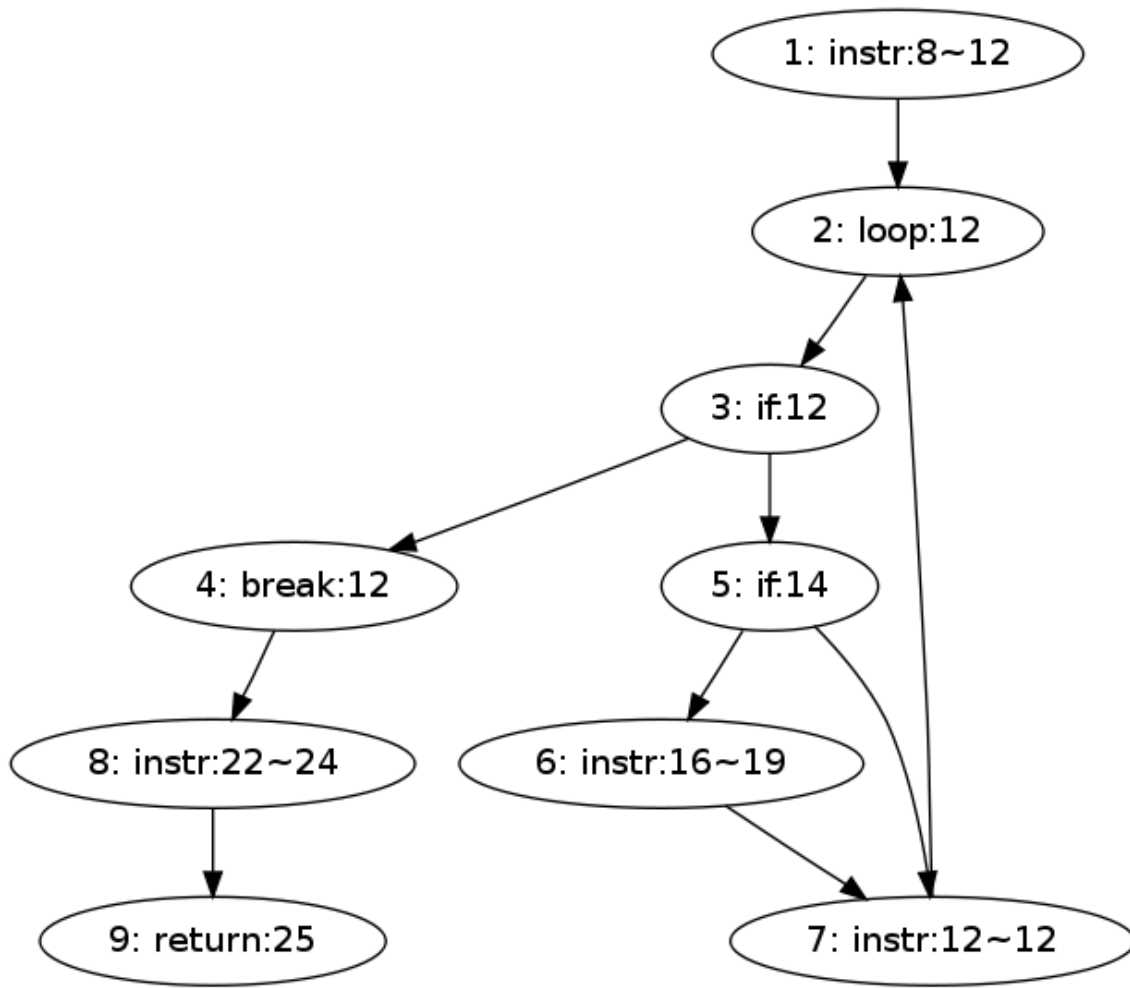 1: instr:8~12
2: loop:12
3: if:12
4: break:12
5: if:14
8: instr:22~24
6: instr:16~19
9: return:25
7: instr:12~12